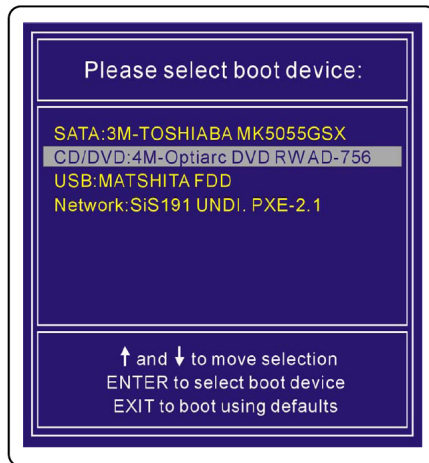 Please select boot device:
SATA:3M-TOSHIABA MK5055GSX
CD/DVD:4M-Optiarc DVD RWAD-756
USB:MATSHITA FDD
Network:SiS191 UNDI. PXE-2.1
↑ and ↓ to move selection
ENTER to select boot device
EXIT to boot using defaults